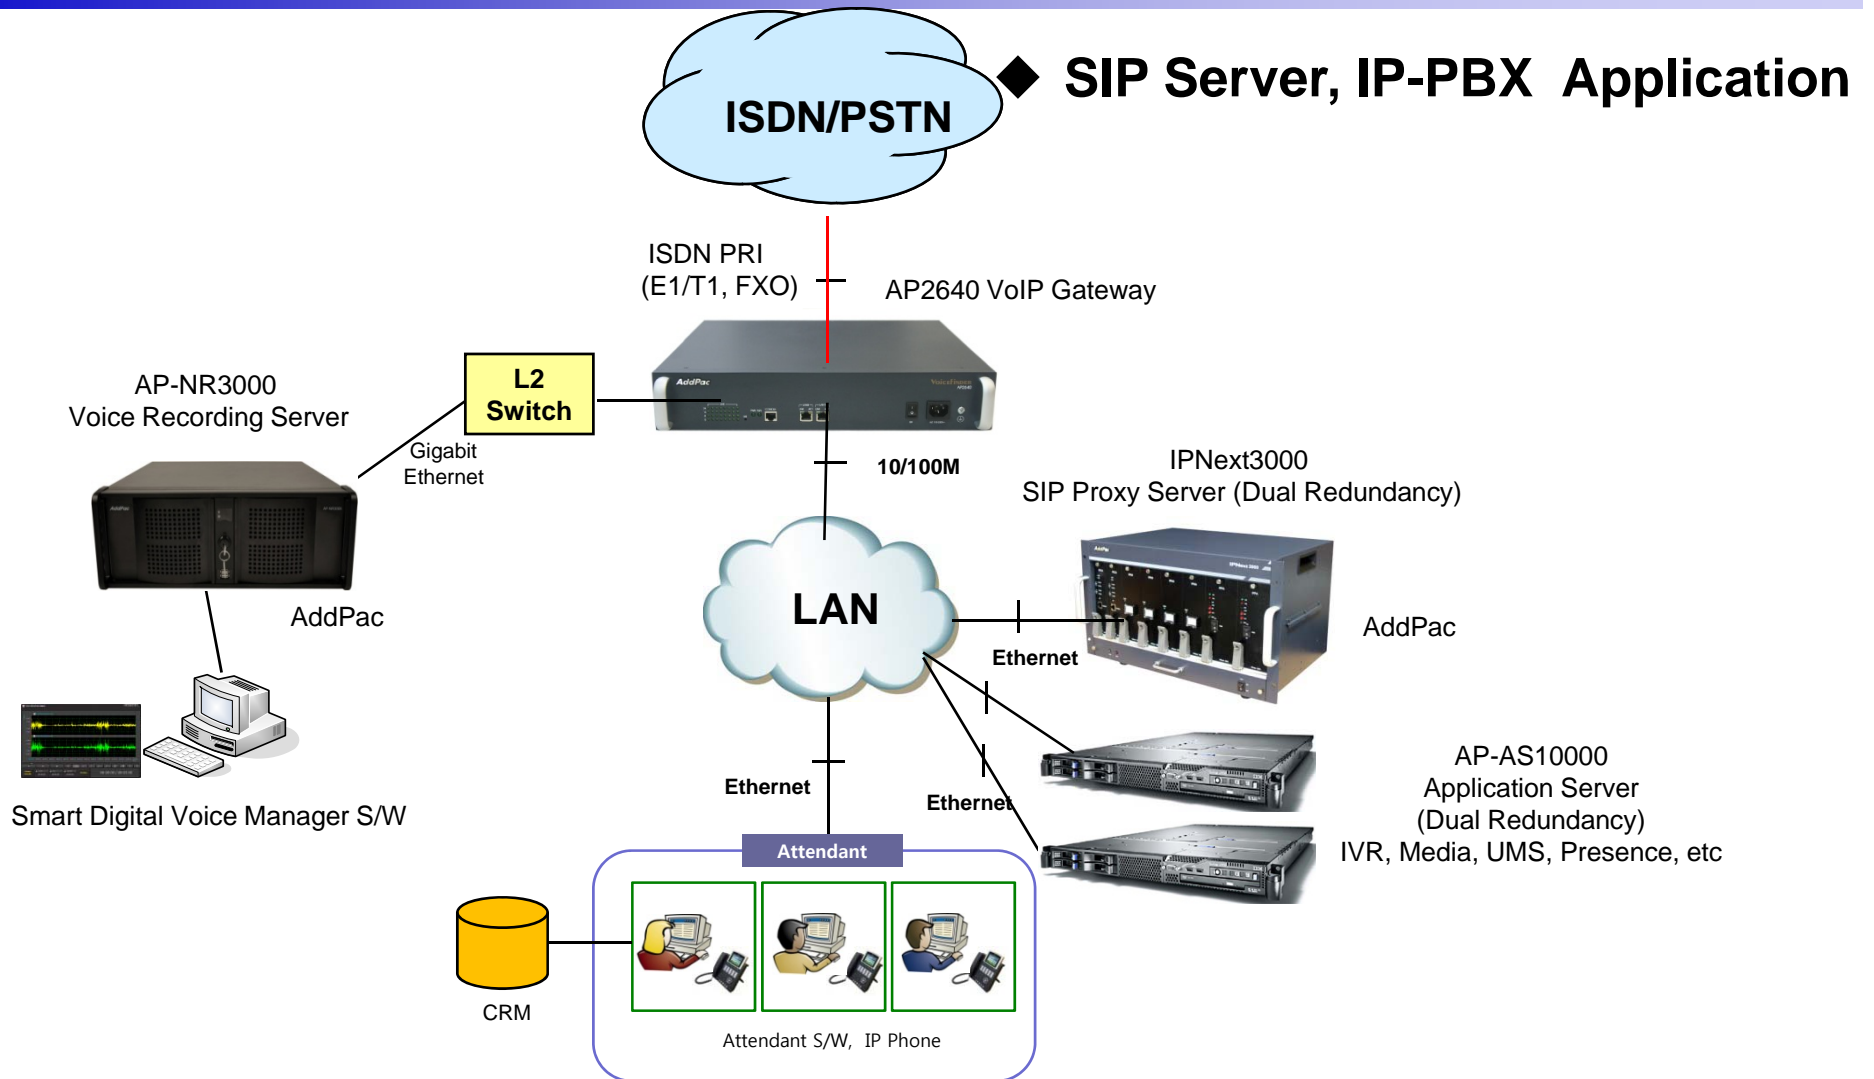 ◆ SIP Server, IP-PBX Application
ISDN/PSTN
ISDN PRI
(E1/T1, FXO)
AP2640 VoIP Gateway
AddPac
L2
Switch
AP-NR3000
Voice Recording Server
Gigabit
Ethernet
10/100M
IPNext3000
SIP Proxy Server (Dual Redundancy)
AddPac
LAN
AddPac
Ethernet
AddPac
Smart Digital Voice Manager S/W
Ethernet
Ethernet
AP-AS10000
Application Server
(Dual Redundancy)
IVR, Media, UMS, Presence, etc
Attendant
CRM
Attendant S/W, IP Phone